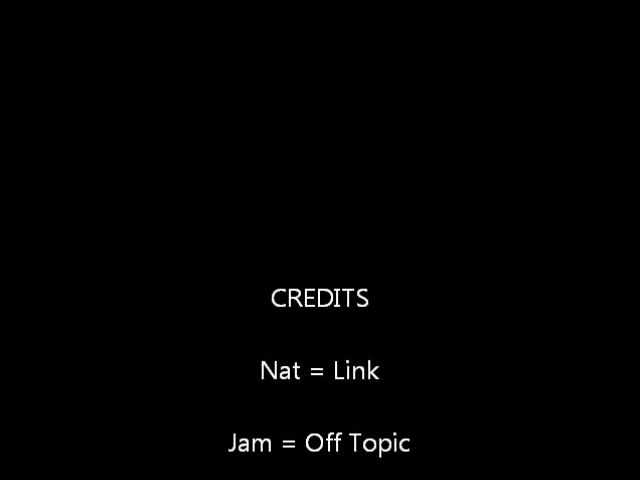 CREDITS
Nat = Link
Jam = Off Topic